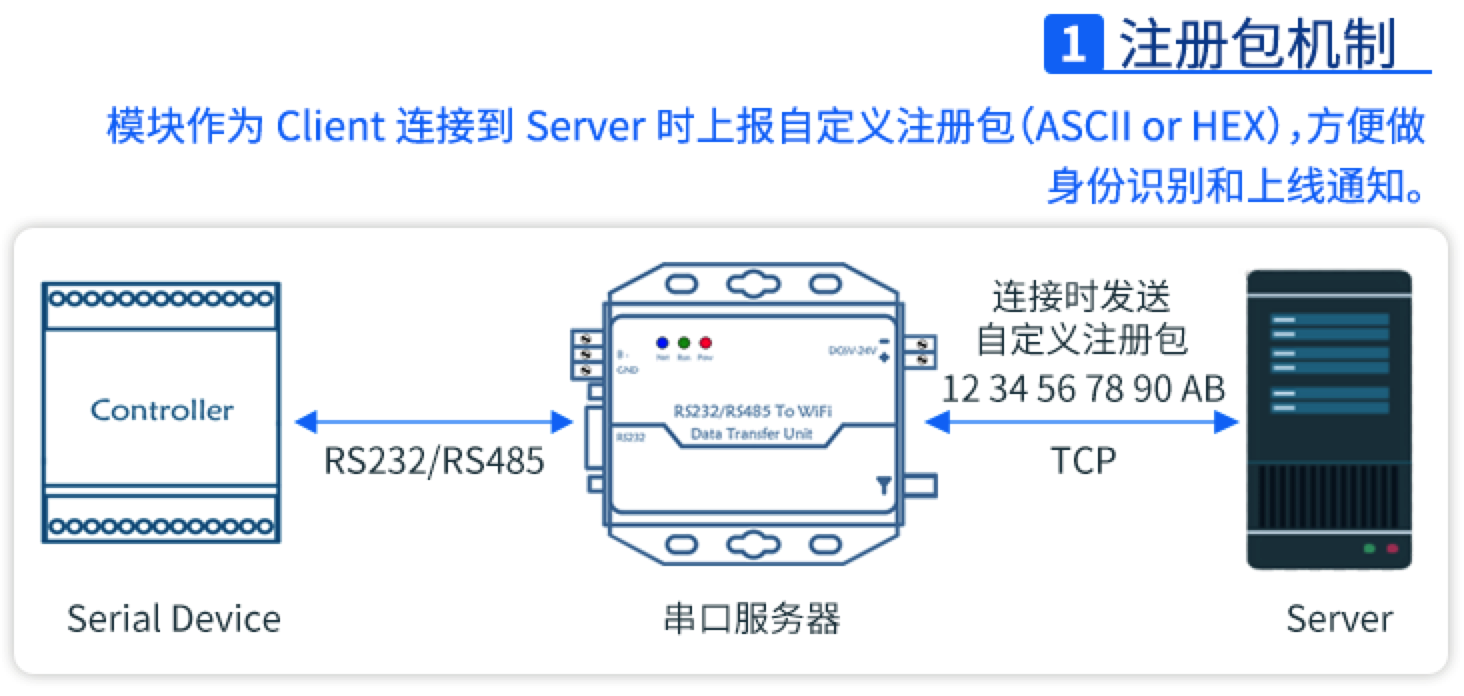 1 注册包机制
模块作为 Client 连接到 Server 时上报自定义注册包(ASCII or HEX),方便做
身份识别和上线通知。
Controller
RS232/RS485
B-
GND
RS232
Net Run Pow
DC6V-24V
RS232/RS485 To WiFi
Data Transfer Unit
连接时发送
自定义注册包
12 34 56 78 90 AB
TCP
Serial Device
串口服务器
Server